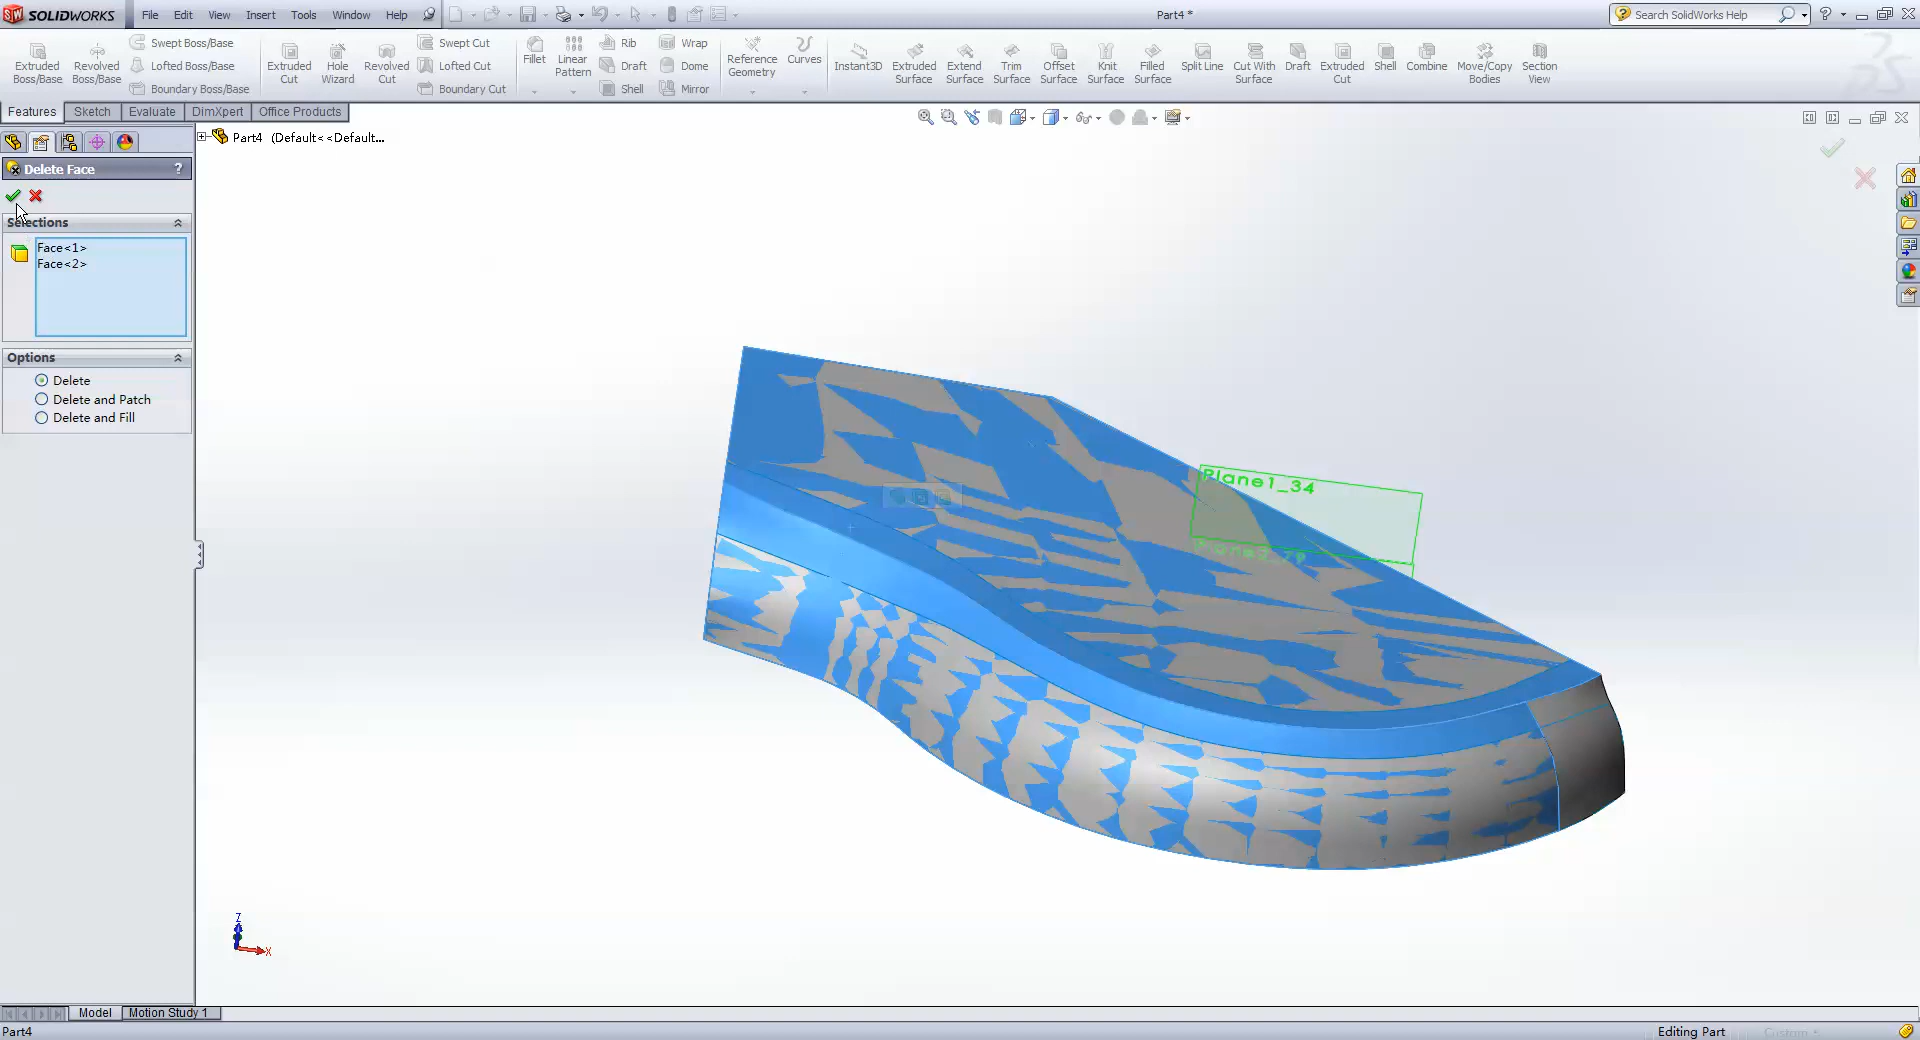 SOLIDWORKS File Edit View Insert Tools Window Help Part4 * Search SolidWorks Help
Extruded Boss/Base
Revolved Boss/Base
Swept Boss/Base
Lofted Boss/Base
Boundary Boss/Base
Extruded Cut
Hole Wizard
Revolved Cut
Swept Cut
Lofted Cut
Boundary Cut
Fillet
Linear Pattern
Rib
Draft
Shell
Wrap
Dome
Mirror
Reference Geometry
Curves
Instant3D
Extruded Surface
Extend Surface
Trim Surface
Offset Surface
Knit Surface
Filled Surface
Split Line
Cut With Surface
Draft
Extruded Cut
Shell
Combine
Move/Copy Bodies
Section View
Features Sketch Evaluate DimXpert Office Products
Part4 (Default<<Default...
Delete Face ?
Selections
Face<1>
Face<2>
Options
Delete
Delete and Patch
Delete and Fill
Plane1_34
Z
X
Model Motion Study 1
Part4 Editing Part Custom